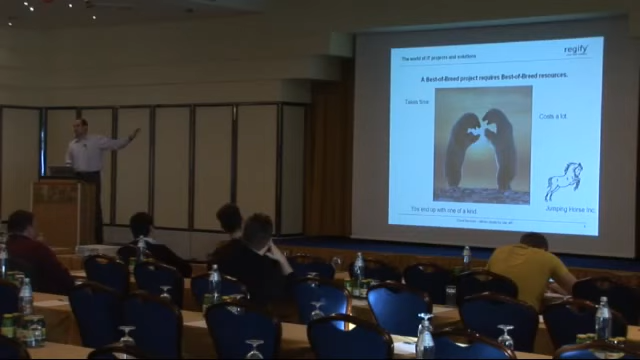 regify
The world of IT projects and solutions
A Best-of-Breed project requires Best-of-Breed resources.
Takes time.
Costs a lot.
Jumping Horse Inc.
You end up with one of a kind.